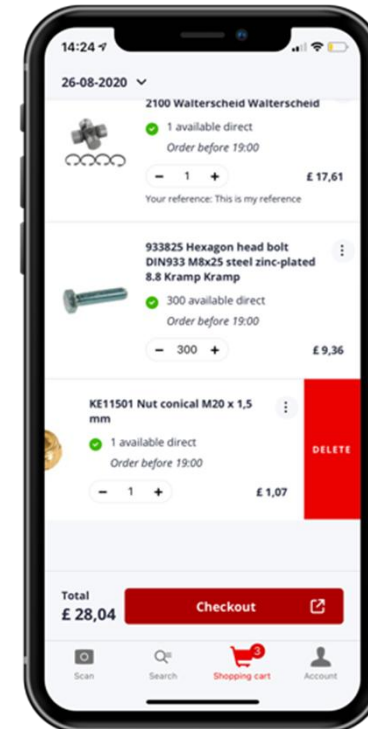 14:24
26-08-2020
2100 Walterscheid Walterscheid
1 available direct
Order before 19:00
- 1 +
£ 17,61
Your reference: This is my reference
933825 Hexagon head bolt
DIN933 M8x25 steel zinc-plated
8.8 Kramp Kramp
300 available direct
Order before 19:00
- 300 +
£ 9,36
KE11501 Nut conical M20 x 1,5
mm
1 available direct
Order before 19:00
- 1 +
£ 1,07
DELETE
Total
£ 28,04
Checkout
3
Scan
Search
Shopping cart
Account